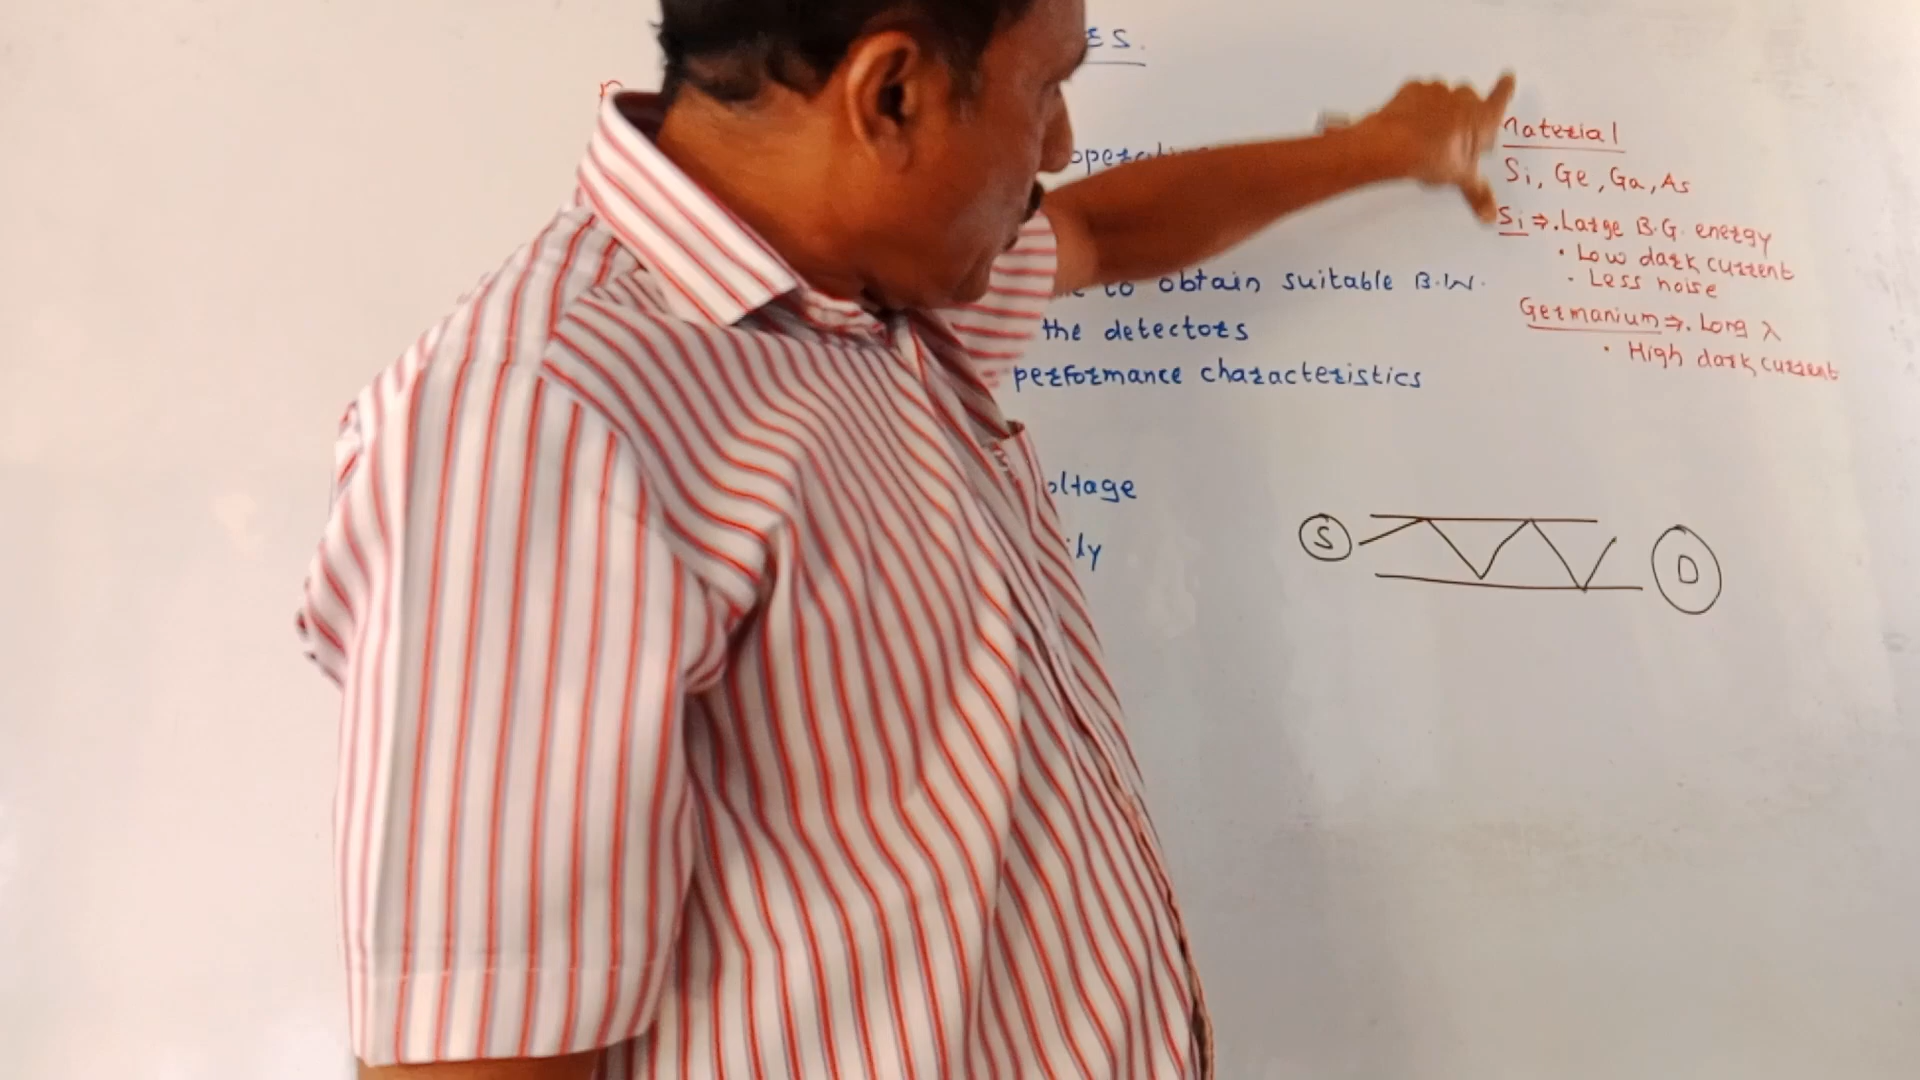 ES.
Material
operati
Si, Ge, Ga, As
Si ⇒ . Large B.G. energy
· Low dark current
· Less noise
to obtain suitable B.W.
Germanium ⇒ . Long λ
the detectors
· High dark current
performance characteristics
oltage
ily
S
D